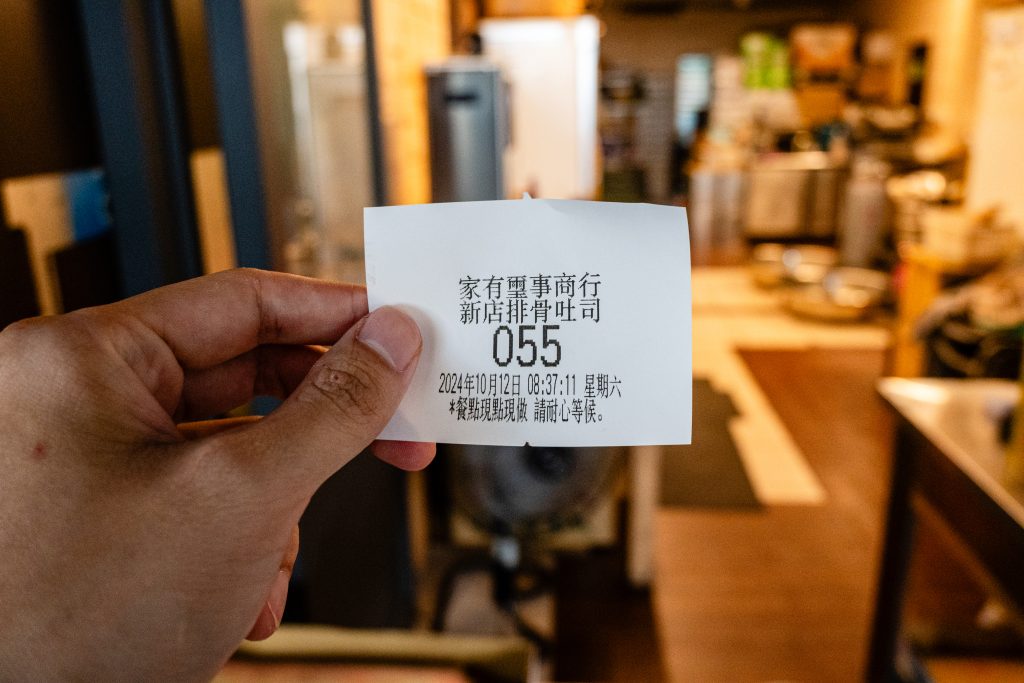 家有璽事商行
新店排骨吐司
055
2024年10月12日 08:37:11 星期六
*餐點現點現做 請耐心等候。